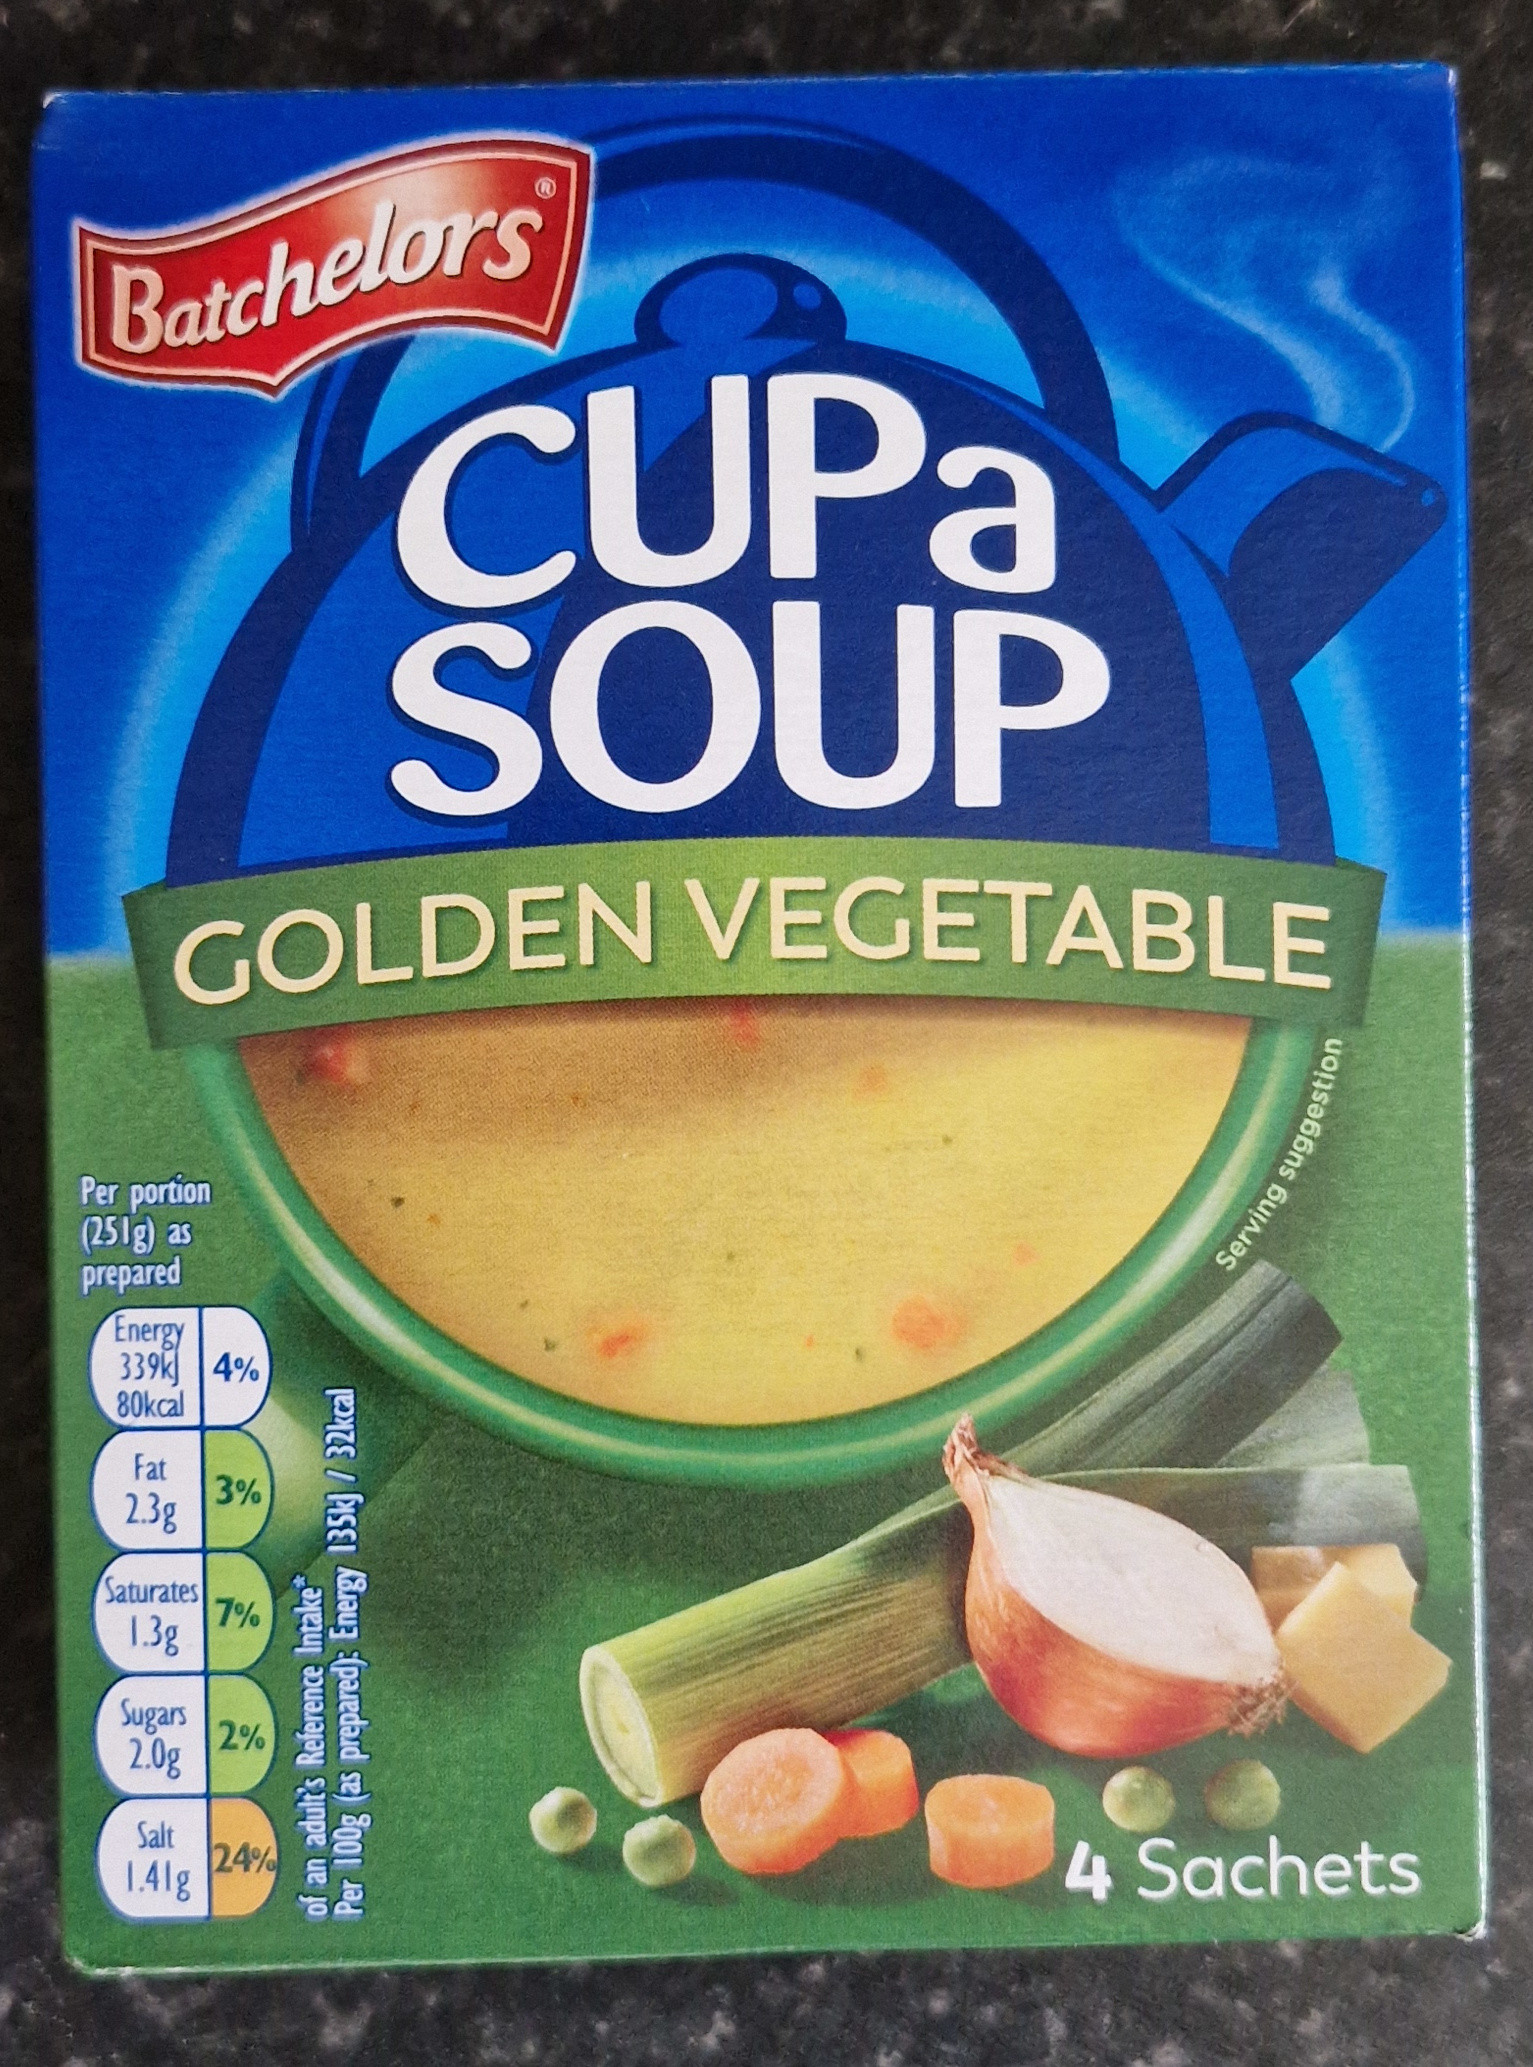 Batchelors®
CUPa
SOUP
GOLDEN VEGETABLE
Serving suggestion
Per portion
(251g) as
prepared
Energy
339kJ
80kcal
4%
Fat
2.3g
3%
Saturates
1.3g
7%
Sugars
2.0g
2%
Salt
1.41g
24%
of an adult's Reference Intake*
Per 100g (as prepared): Energy 135kJ / 32kcal
4 Sachets